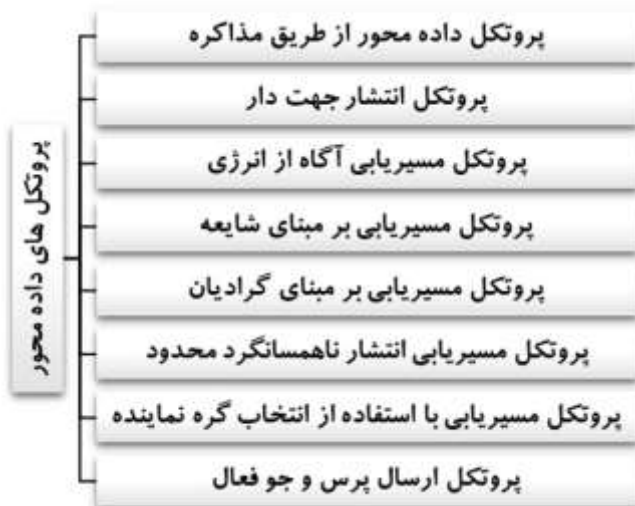 پروتکل های داده محور
پروتکل داده محور از طریق مذاکره
پروتکل انتشار جهت دار
پروتکل مسیریابی آگاه از انرژی
پروتکل مسیریابی بر مبنای شایعه
پروتکل مسیریابی بر مبنای گرادیان
پروتکل مسیریابی انتشار ناهمسانگرد محدود
پروتکل مسیریابی با استفاده از انتخاب گره نماینده
پروتکل ارسال پرس و جو فعال